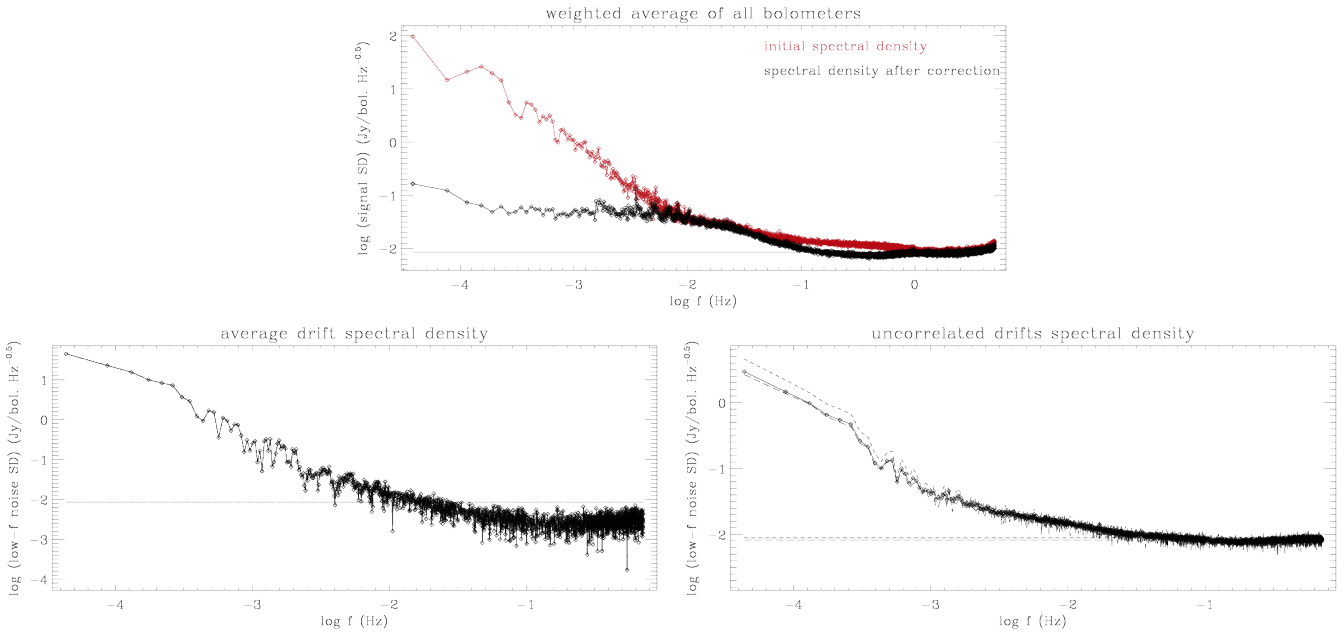 weighted average of all bolometers
initial spectral density
spectral density after correction
log (signal SD) (Jy/bol. Hz⁻⁰·⁵)
2
1
0
−1
−2
−4
−3
−2
−1
0
log f (Hz)
average drift spectral density
log (low−f noise SD) (Jy/bol. Hz⁻⁰·⁵)
1
0
−1
−2
−3
−4
−4
−3
−2
−1
log f (Hz)
uncorrelated drifts spectral density
log (low−f noise SD) (Jy/bol. Hz⁻⁰·⁵)
0
−1
−2
−4
−3
−2
−1
log f (Hz)